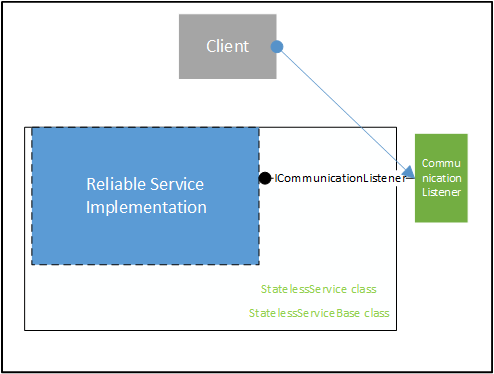 Client
Reliable Service
Implementation
ICommunicationListener
Commu
nication
Listener
StatelessService class
StatelessServiceBase class